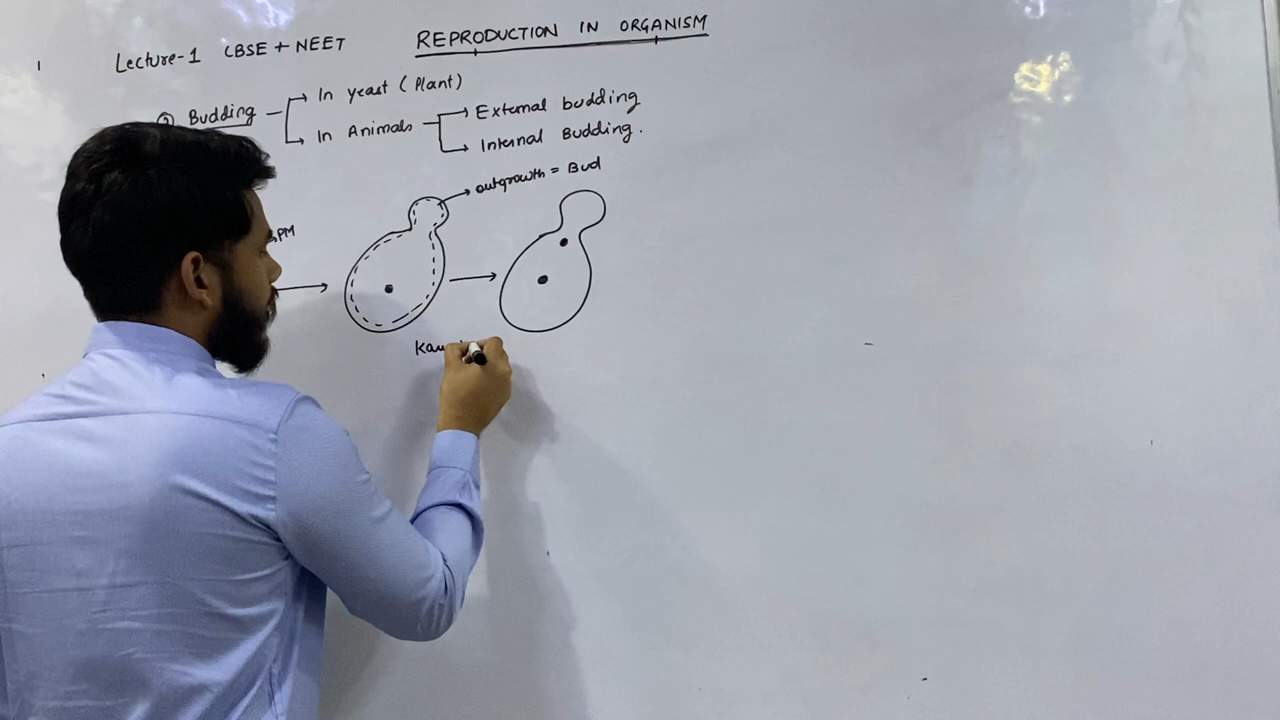 Lecture-1 CBSE + NEET REPRODUCTION IN ORGANISM
Budding
In yeast (Plant)
In Animals
External budding
Internal Budding.
outgrowth = Bud
PM